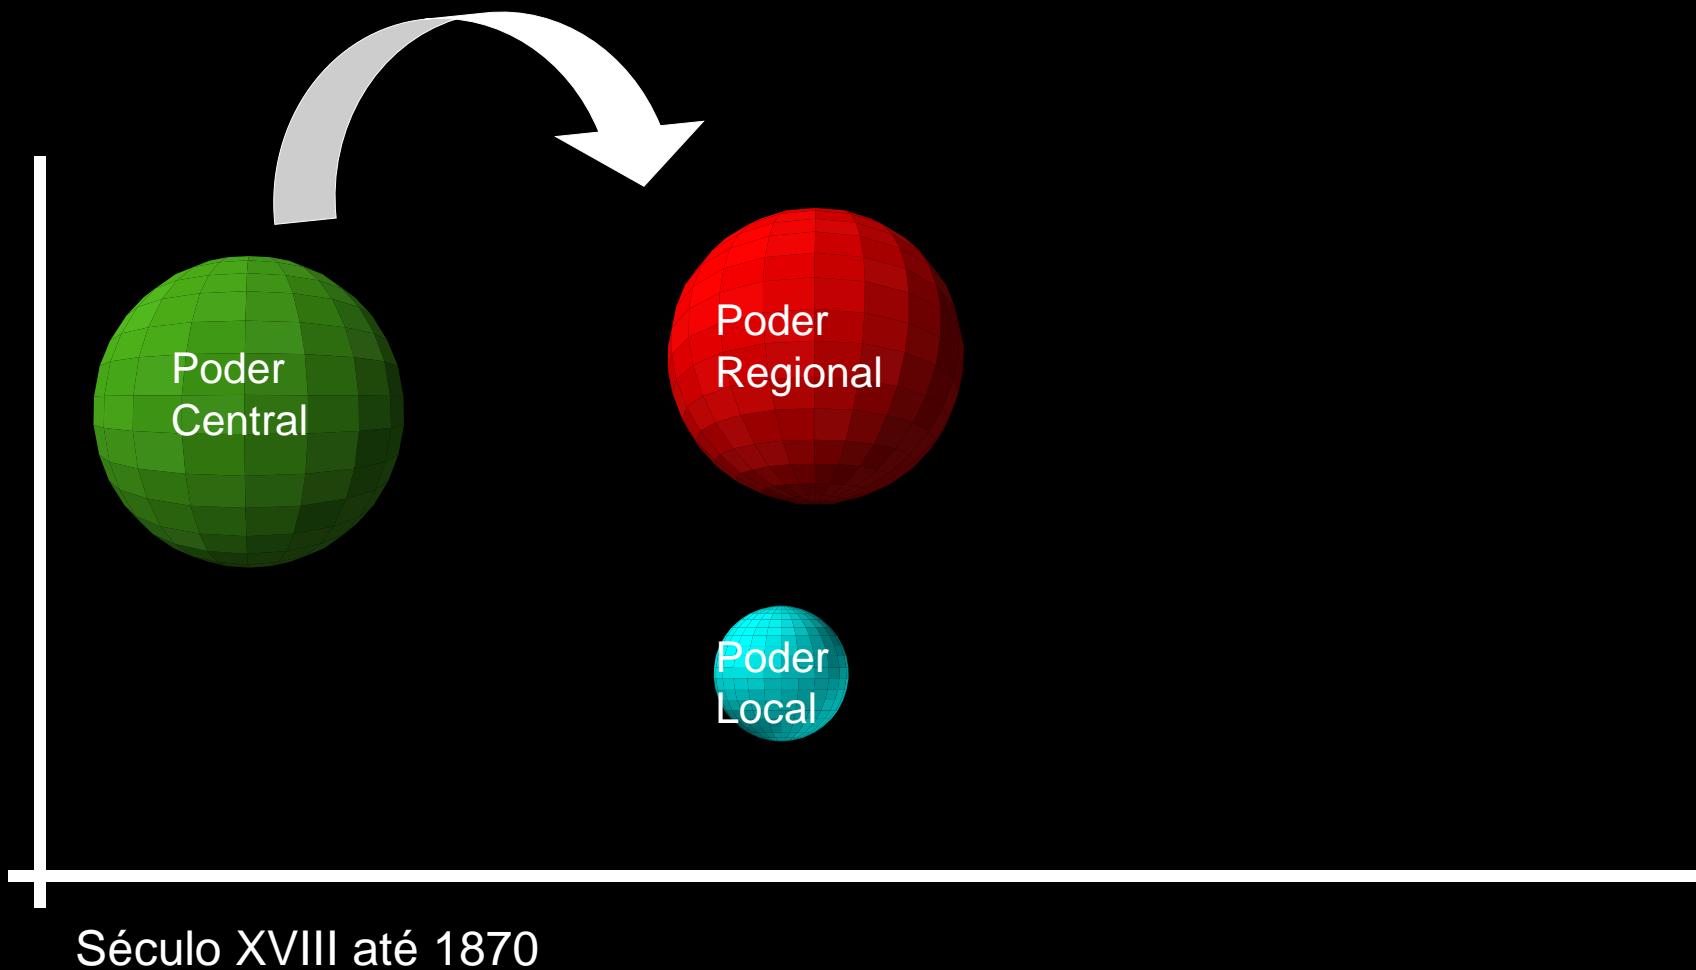 Poder
Central
Poder
Regional
Poder
Local
Século XVIII até 1870